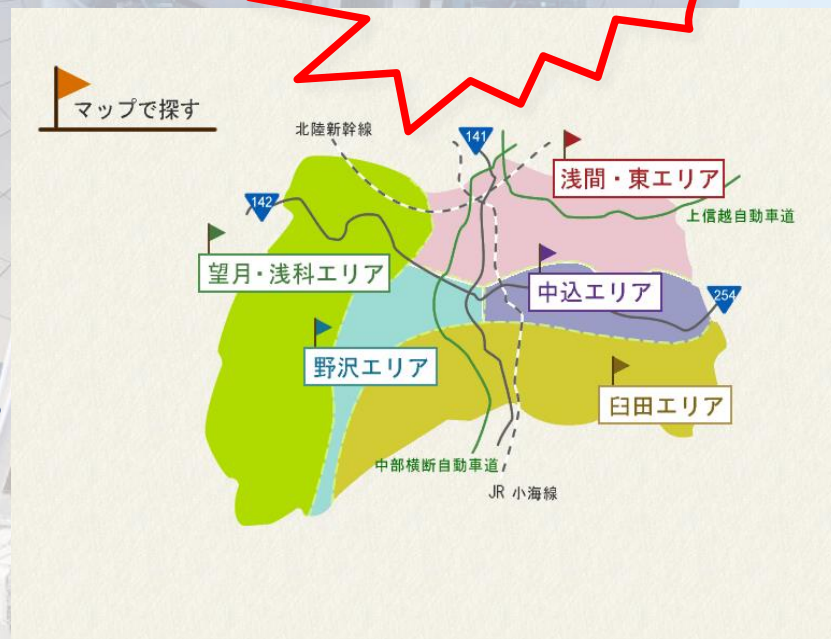 マップで探す
北陸新幹線
141
浅間・東エリア
142
上信越自動車道
望月・浅科エリア
中込エリア
254
野沢エリア
臼田エリア
中部横断自動車道
JR 小海線